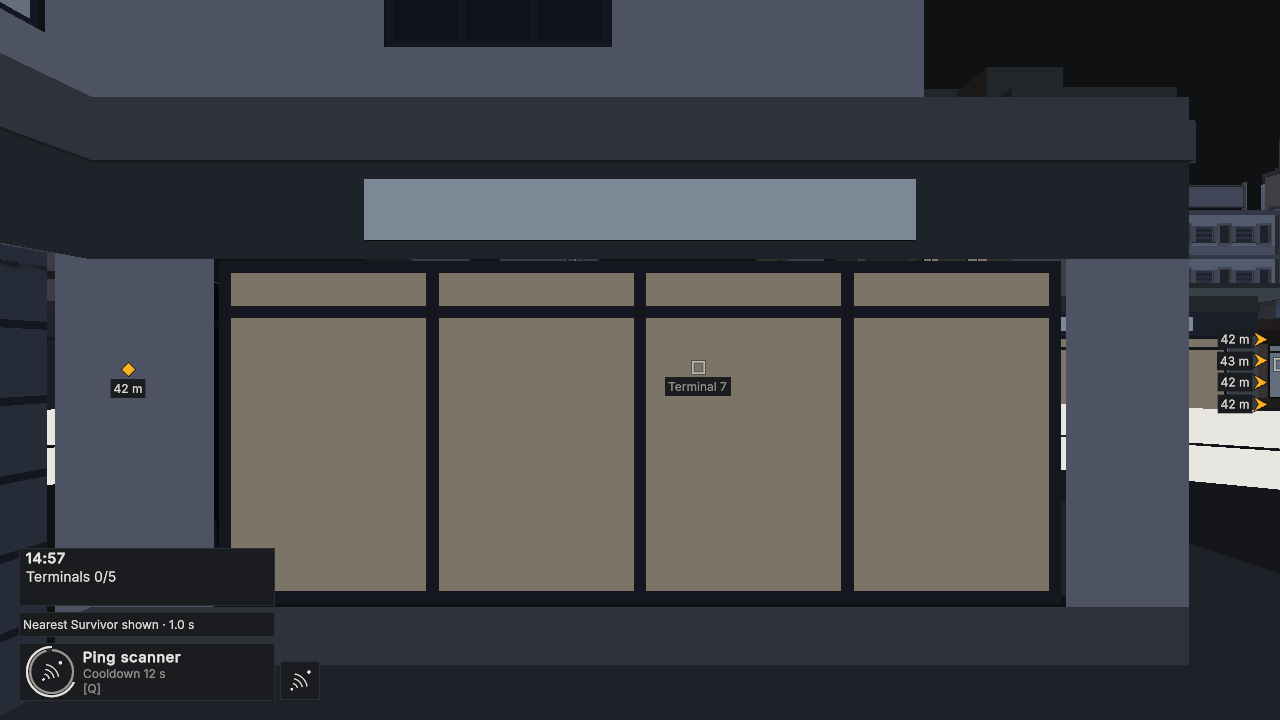 42 m
Terminal 7
42 m
43 m
42 m
42 m
14:57
Terminals 0/5
Nearest Survivor shown · 1.0 s
Ping scanner
Cooldown 12 s
[Q]